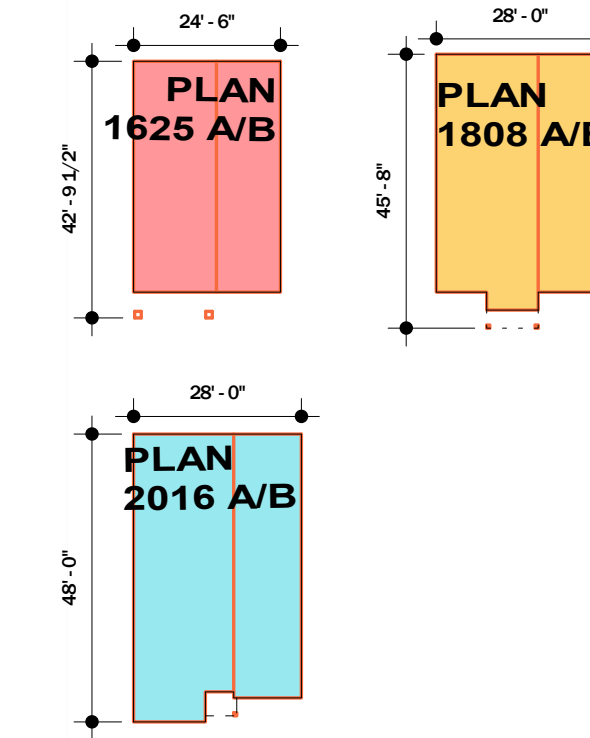 24' - 6"
28' - 0"
PLAN
1625 A/B
PLAN
1808 A/B
42' - 9 1/2"
45' - 8"
28' - 0"
PLAN
2016 A/B
48' - 0"